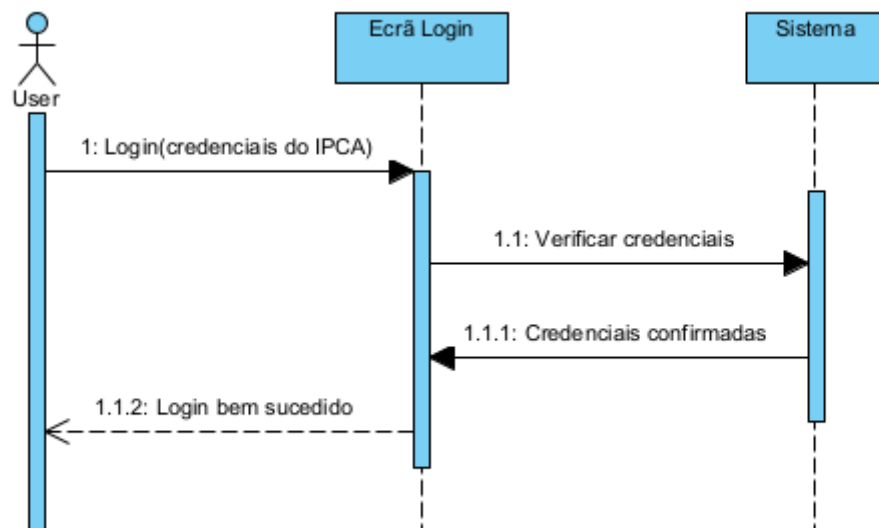 Ecrã Login
Sistema
User
1: Login(credenciais do IPCA)
1.1: Verificar credenciais
1.1.1: Credenciais confirmadas
1.1.2: Login bem sucedido